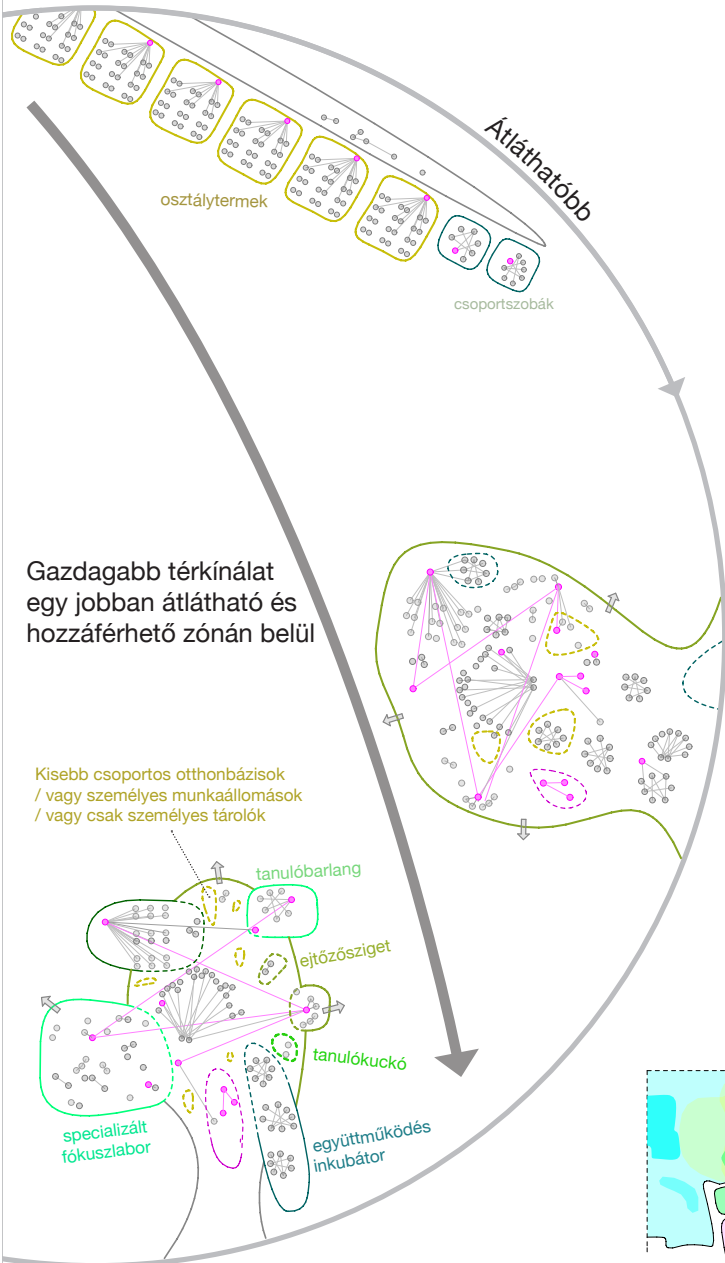 Átláthatóbb
osztálytermek
csoportszobák
Gazdagabb térkínálat
egy jobban átlátható és
hozzáférhető zónán belül
Kisebb csoportos otthonbázisok
/ vagy személyes munkaállomások
/ vagy csak személyes tárolók
tanulóbarlang
ejtőzősziget
tanulókuckó
specializált
fókuszlabor
együttműködés
inkubátor